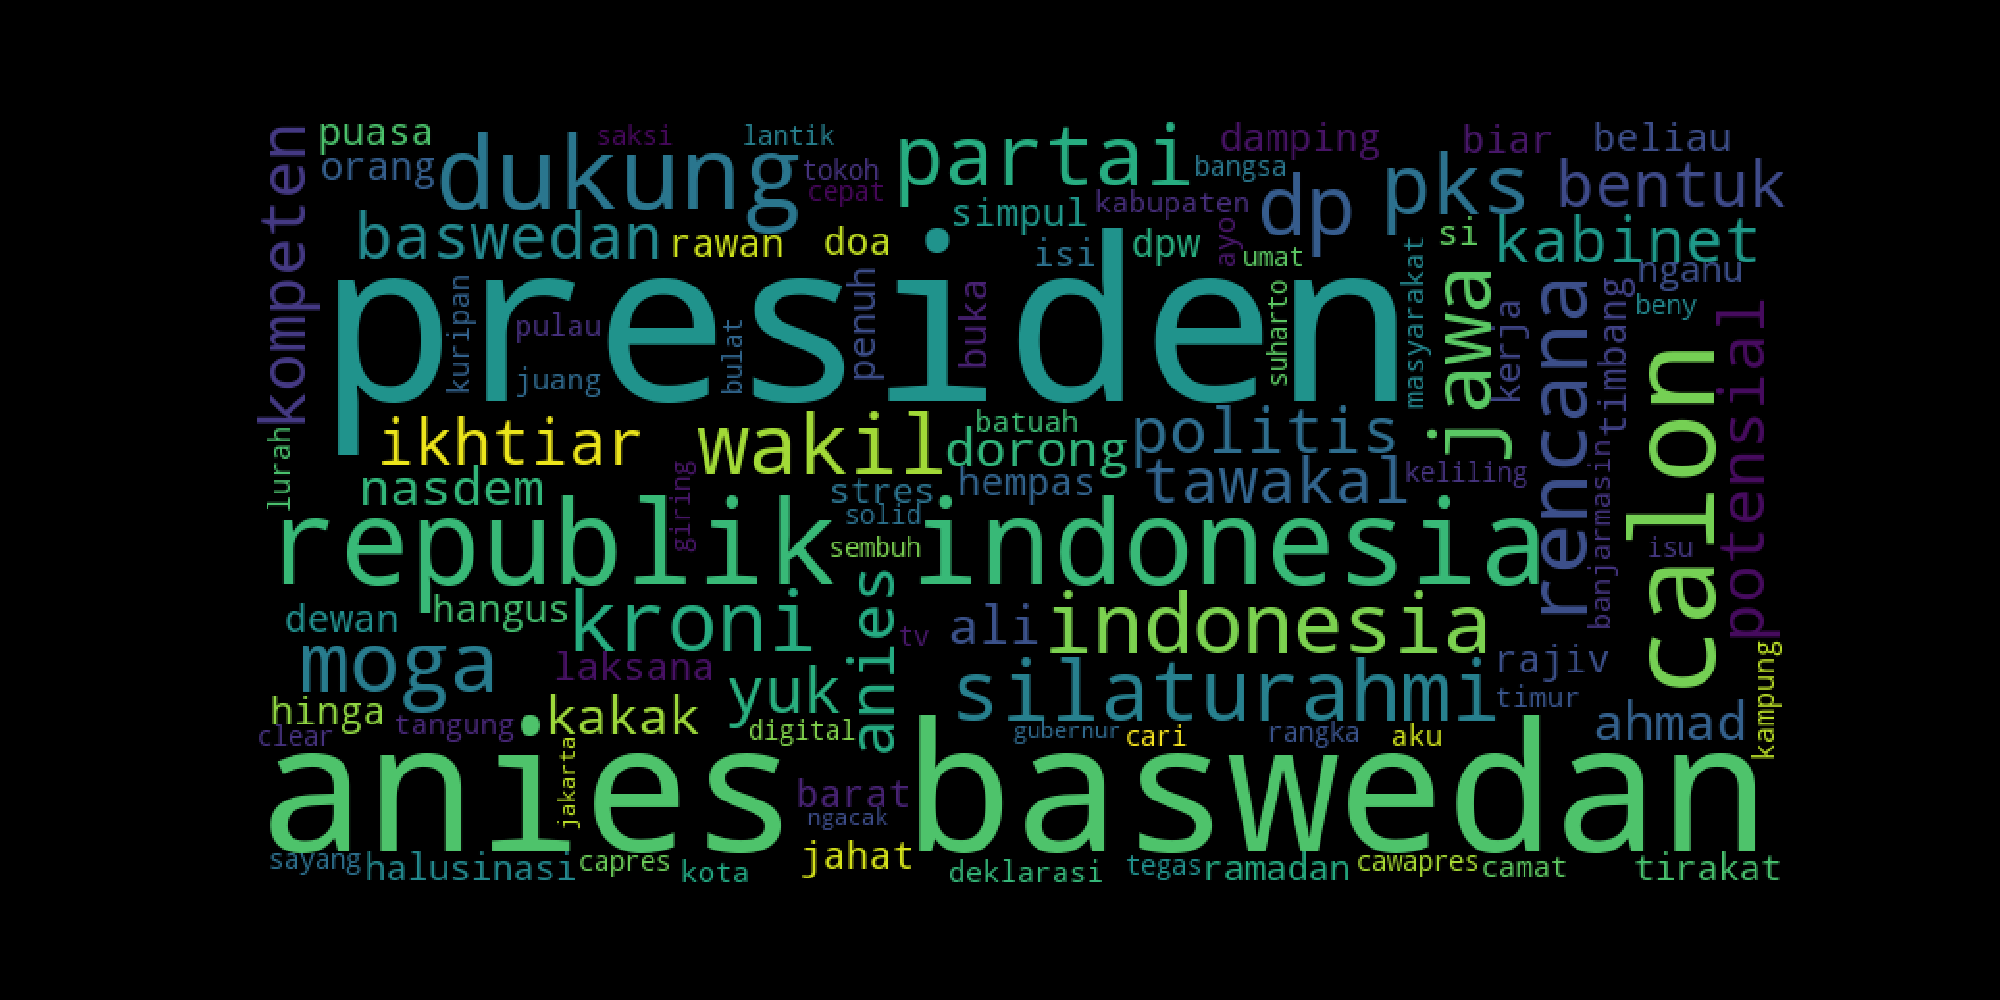 puasa
saksi
lantik
partai
damping
biar
beliau
kompeten
orang
dukung
tokoh
cepat
bangsa
dp
pks
bentuk
baswedan
rawan
doa
simpul
kabupaten
isi
dpw
ayo
umat
si
kabinet
nganu
presiden
kuripan
pulau
juang
bulat
penuh
buka
suharto
masyarakat
jawa
kerja
rencana
timbang
beny
calon
potensial
ikhtiar
wakil
batuah
dorong
politis
lurah
nasdem
giring
stres
hempas
tawakal
keliling
banjarmasin
solid
republik indonesia
sembuh
isu
dewan
hangus
kroni
anies
tv
ali
indonesia
moga
laksana
yuk
silaturahmi
rajiv
timur
kampung
hinga
tangung
kakak
digital
gubernur
cari
rangka
aku
ahmad
clear
anies baswedan
jakarta
barat
ngacak
jahat
sayang
halusinasi
capres
kota
deklarasi
tegas
ramadan
cawapres
camat
tirakat